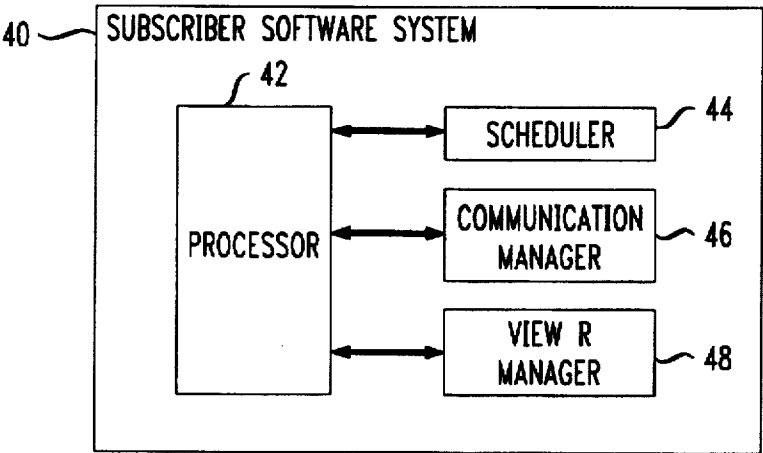 40
SUBSCRIBER SOFTWARE SYSTEM
42
PROCESSOR
SCHEDULER
44
COMMUNICATION
MANAGER
46
VIEW R
MANAGER
48